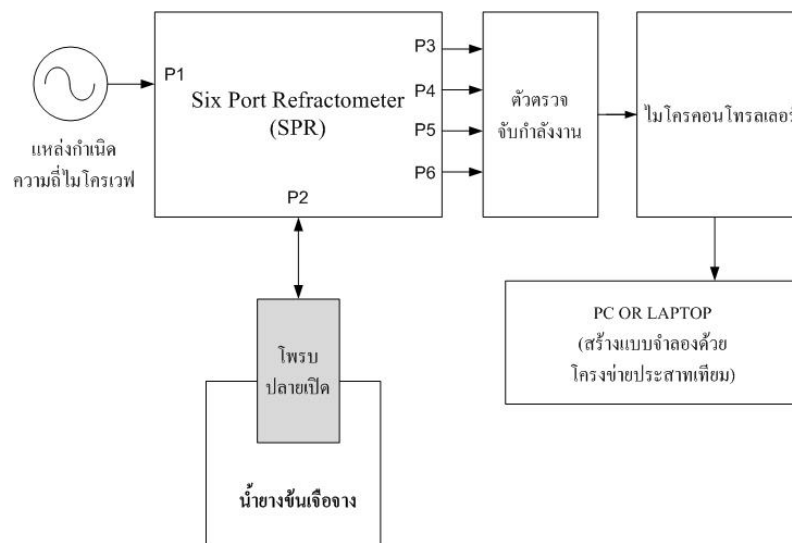 แหล่งกำเนิด
ความถี่ไมโครเวฟ
P1
Six Port Refractometer
(SPR)
P2
P3
P4
P5
P6
ตัวตรวจ
จับกำลังงาน
ไมโครคอนโทรลเลอร์
โพรบ
ปลายเปิด
น้ำยางข้นเจือจาง
PC OR LAPTOP
(สร้างแบบจำลองด้วย
โครงข่ายประสาทเทียม)